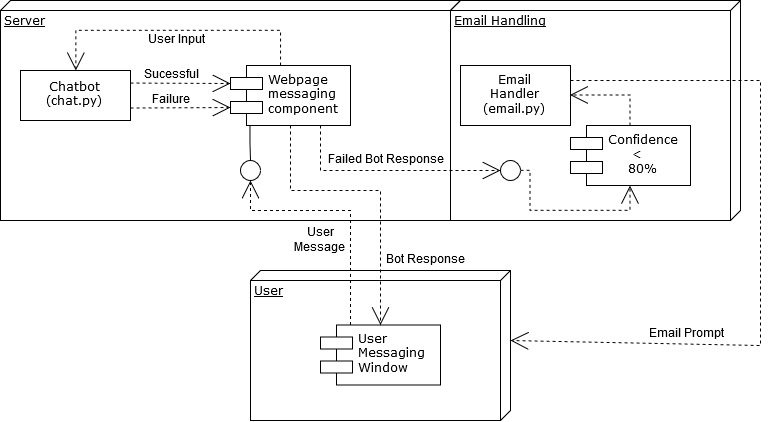 Server
Email Handling
User Input
Chatbot
(chat.py)
Sucessful
Failure
Webpage
messaging
component
Email
Handler
(email.py)
Confidence
<
80%
Failed Bot Response
User
Message
Bot Response
User
User
Messaging
Window
Email Prompt